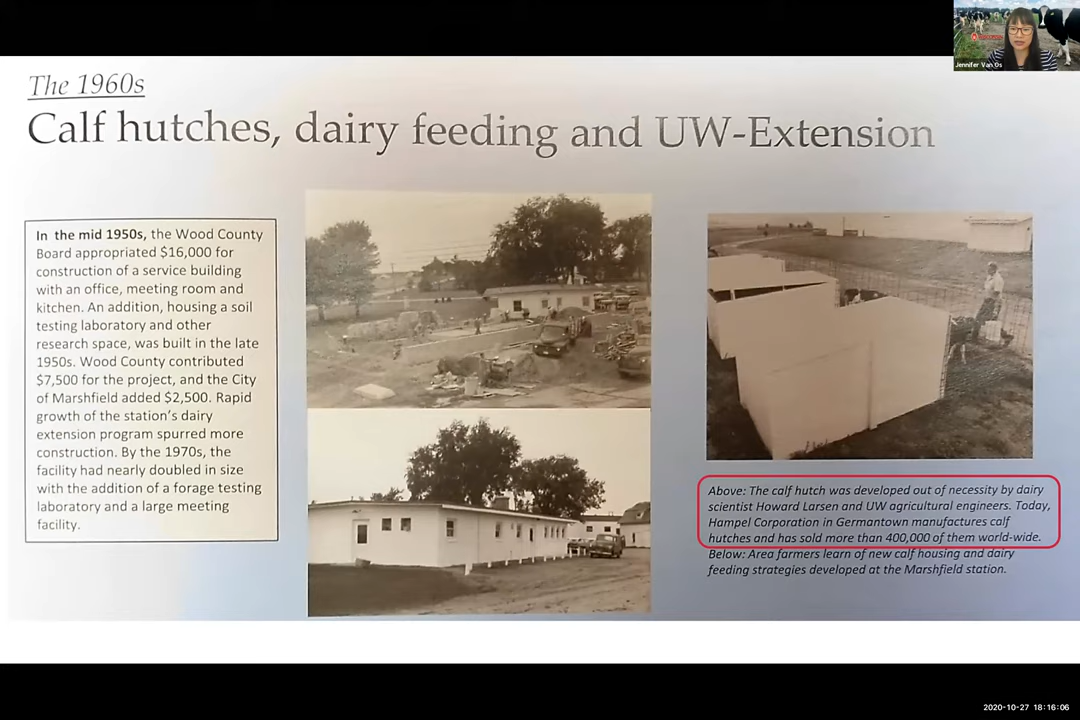 Jennifer Van Os
The 1960s
Calf hutches, dairy feeding and UW-Extension
In the mid 1950s, the Wood County
Board appropriated $16,000 for
construction of a service building
with an office, meeting room and
kitchen. An addition, housing a soil
testing laboratory and other
research space, was built in the late
1950s. Wood County contributed
$7,500 for the project, and the City
of Marshfield added $2,500. Rapid
growth of the station's dairy
extension program spurred more
construction. By the 1970s, the
facility had nearly doubled in size
with the addition of a forage testing
laboratory and a large meeting
facility.
Above: The calf hutch was developed out of necessity by dairy
scientist Howard Larsen and UW agricultural engineers. Today,
Hampel Corporation in Germantown manufactures calf
hutches and has sold more than 400,000 of them world-wide.
Below: Area farmers learn of new calf housing and dairy
feeding strategies developed at the Marshfield station.
2020-10-27 18:16:06